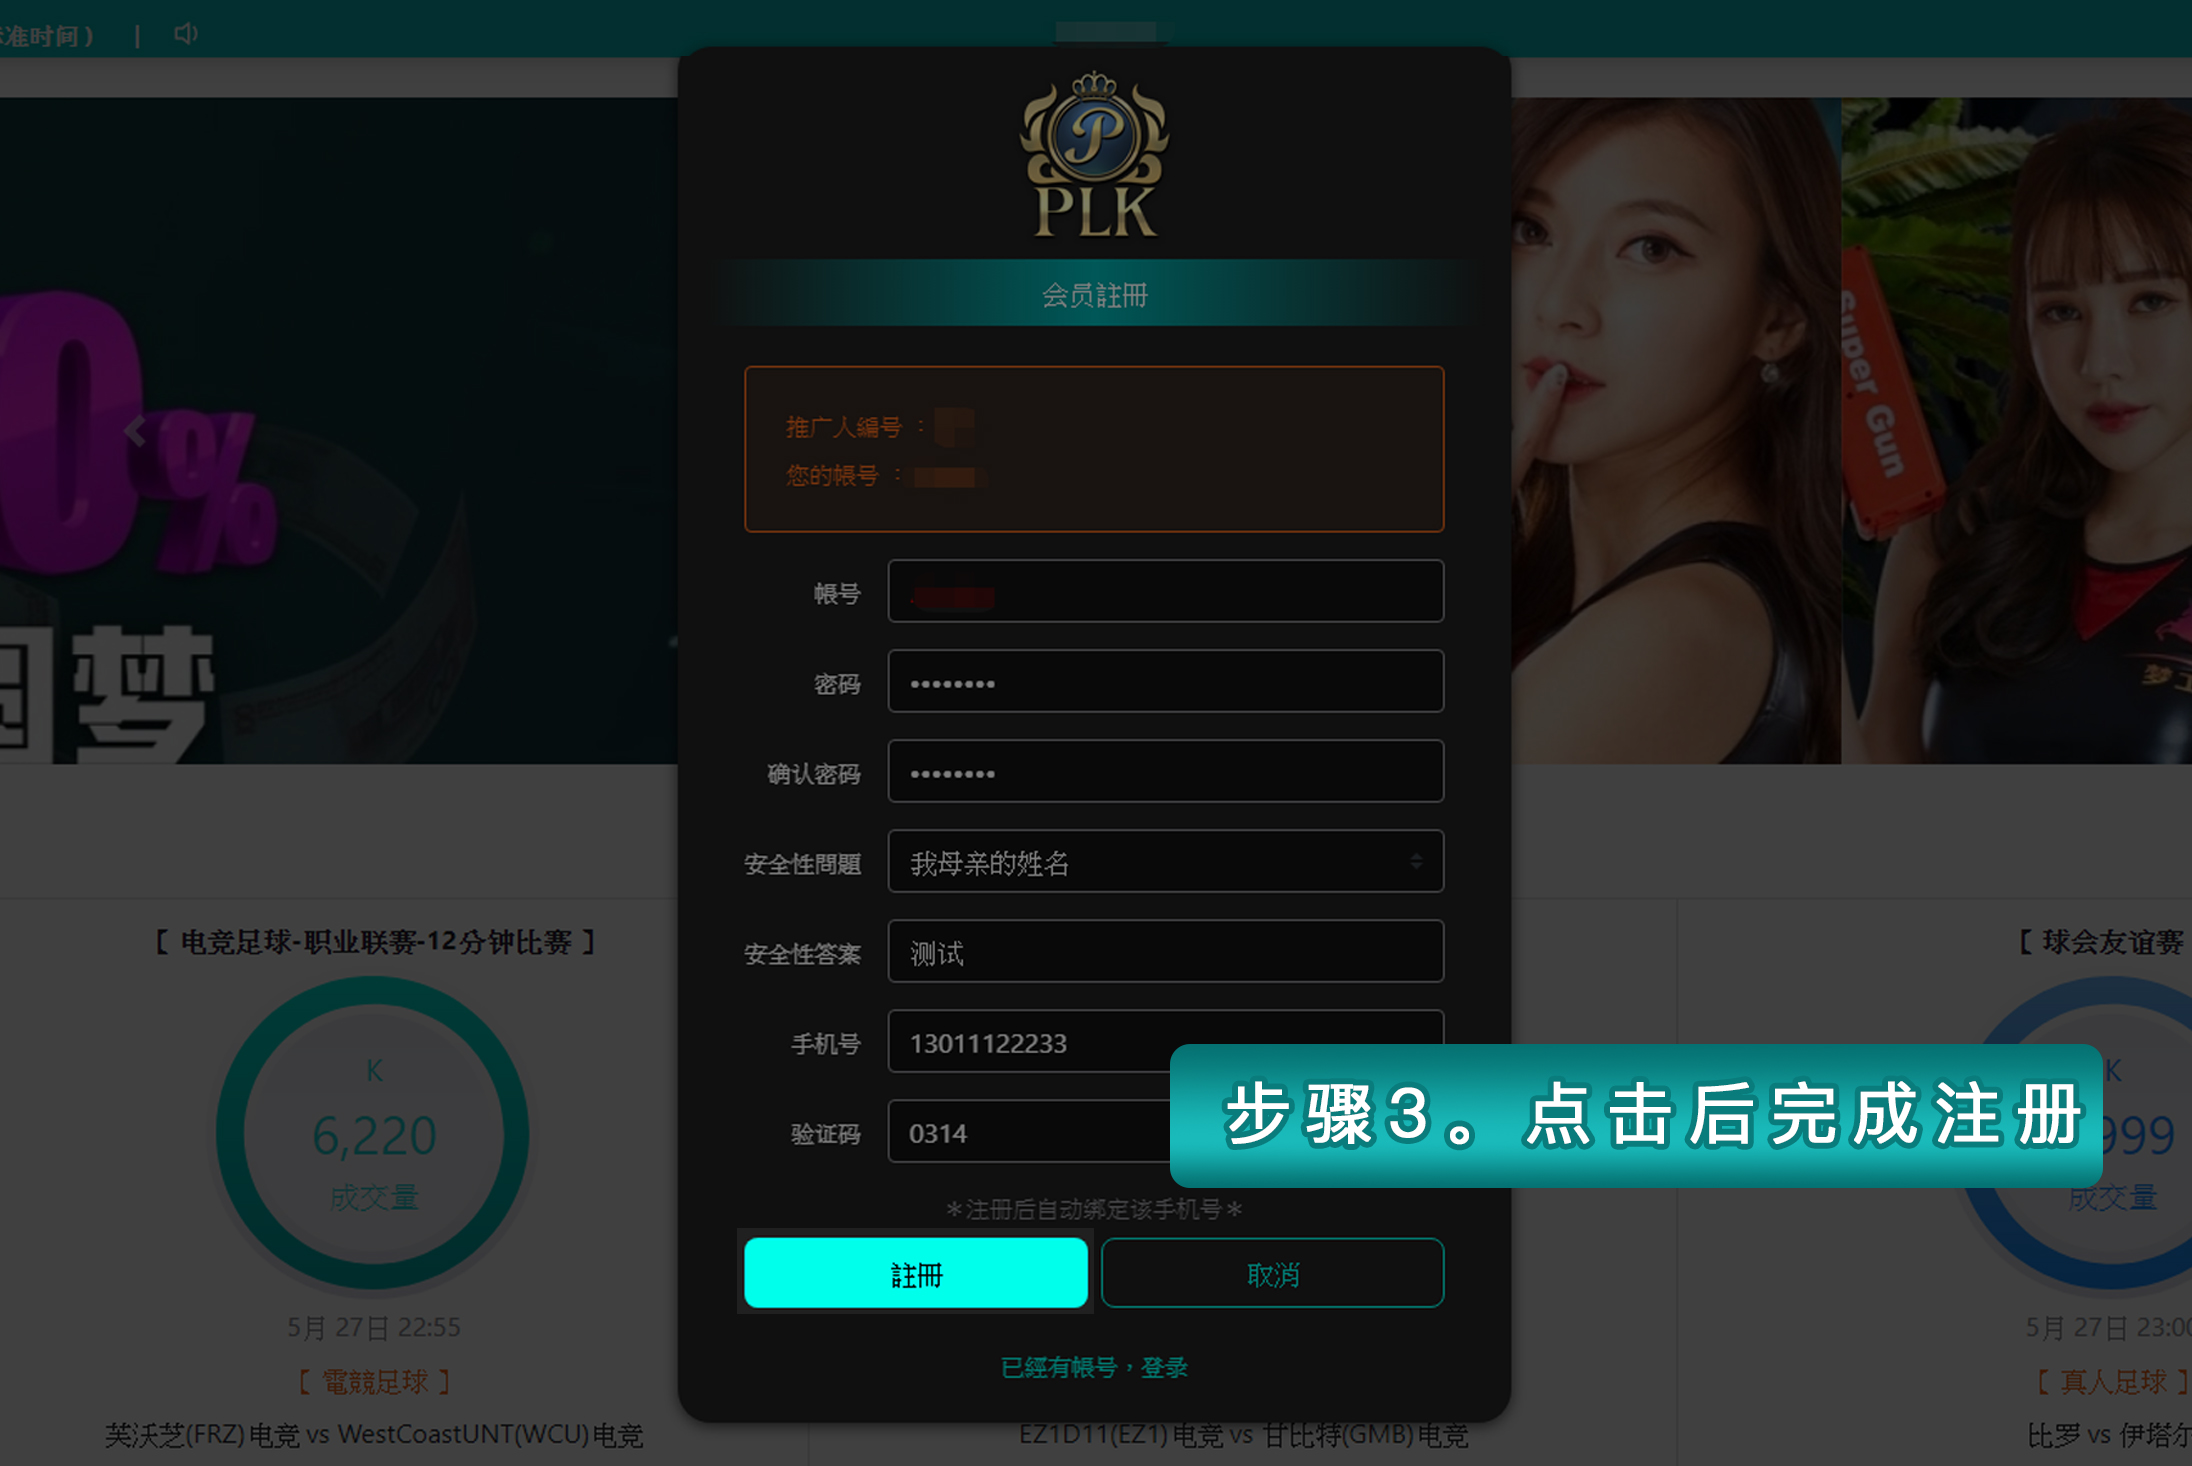 准时间） |
P
PLK
会员註冊
0%
圆梦
Super Gun
推广人编号：
您的帳号：
帳号
密码 ••••••••
确认密码 ••••••••
安全性問題 我母亲的姓名
安全性答案 测试
手机号 13011122233
验证码 0314
步骤3。点击后完成注册
＊注册后自动绑定该手机号＊
註冊 取消
已經有帳号，登录
【 电竞足球-职业联赛-12分钟比赛 】
K
6,220
成交量
5月 27日 22:55
【 電競足球 】
芙沃芝(FRZ)电竞 vs WestCoastUNT(WCU)电竞
EZ1D11(EZ1)电竞 vs 甘比特(GMB)电竞
【 球会友谊赛
K
999
成交量
5月 27日 23:00
【 真人足球 】
比罗 vs 伊塔尔